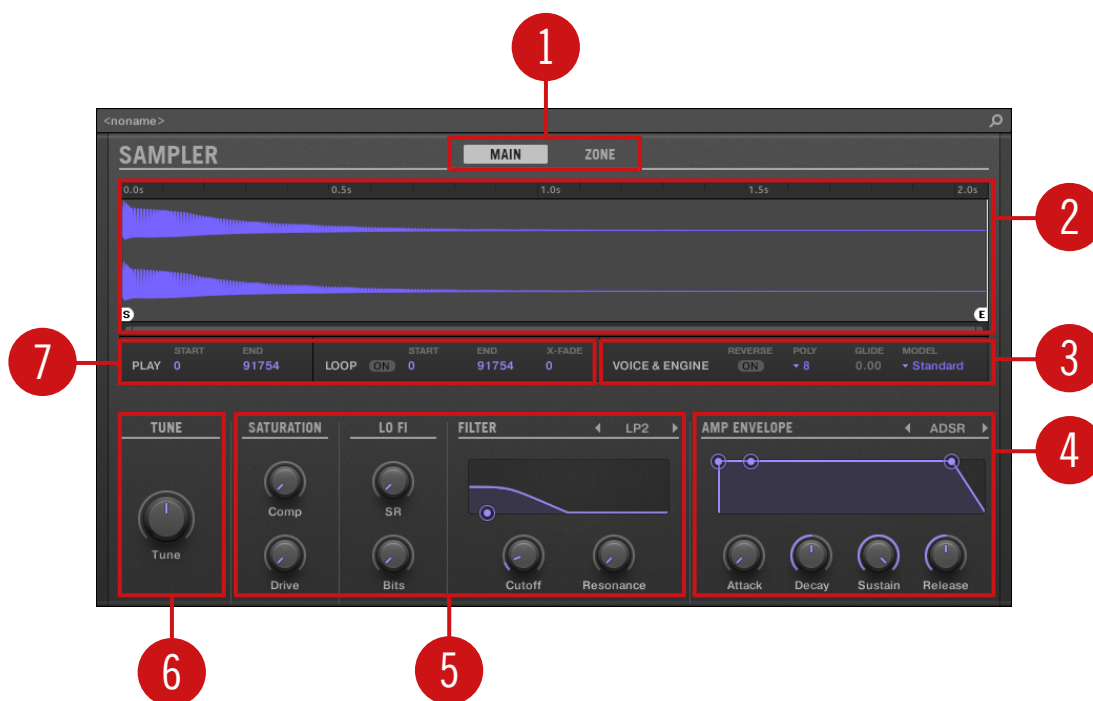 1
<noname>
SAMPLER MAIN ZONE
0.0s 0.5s 1.0s 1.5s 2.0s
2
S E
START END START END X-FADE REVERSE POLY GLIDE MODEL
PLAY 0 91754 LOOP ON 0 91754 0 VOICE & ENGINE ON 8 0.00 Standard
7
3
TUNE SATURATION LO FI FILTER LP2 AMP ENVELOPE ADSR
4
Comp SR
Tune
Drive Bits Cutoff Resonance Attack Decay Sustain Release
6
5